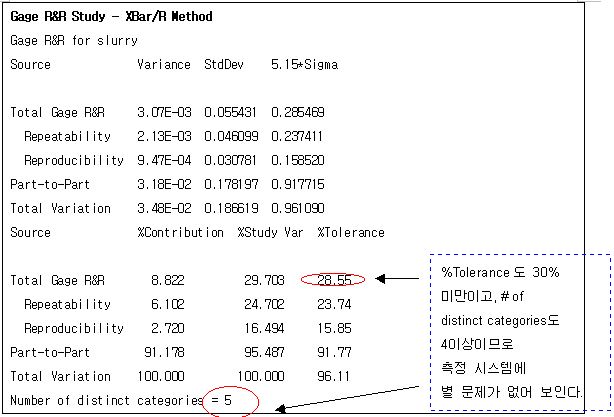 Gage R&R Study - XBar/R Method
Gage R&R for slurry
Source Variance StdDev 5.15*Sigma
Total Gage R&R 3.07E-03 0.055431 0.285469
Repeatability 2.13E-03 0.046099 0.237411
Reproducibility 9.47E-04 0.030781 0.158520
Part-to-Part 3.18E-02 0.178197 0.917715
Total Variation 3.48E-02 0.186619 0.961090
Source %Contribution %Study Var %Tolerance
Total Gage R&R 8.822 29.703 28.55
Repeatability 6.102 24.702 23.74
Reproducibility 2.720 16.494 15.85
Part-to-Part 91.178 95.487 91.77
Total Variation 100.000 100.000 96.11
Number of distinct categories = 5
%Tolerance 도 30%
미만이고, # of
distinct categories도
4이상이므로
측정 시스템에
별 문제가 없어 보인다.